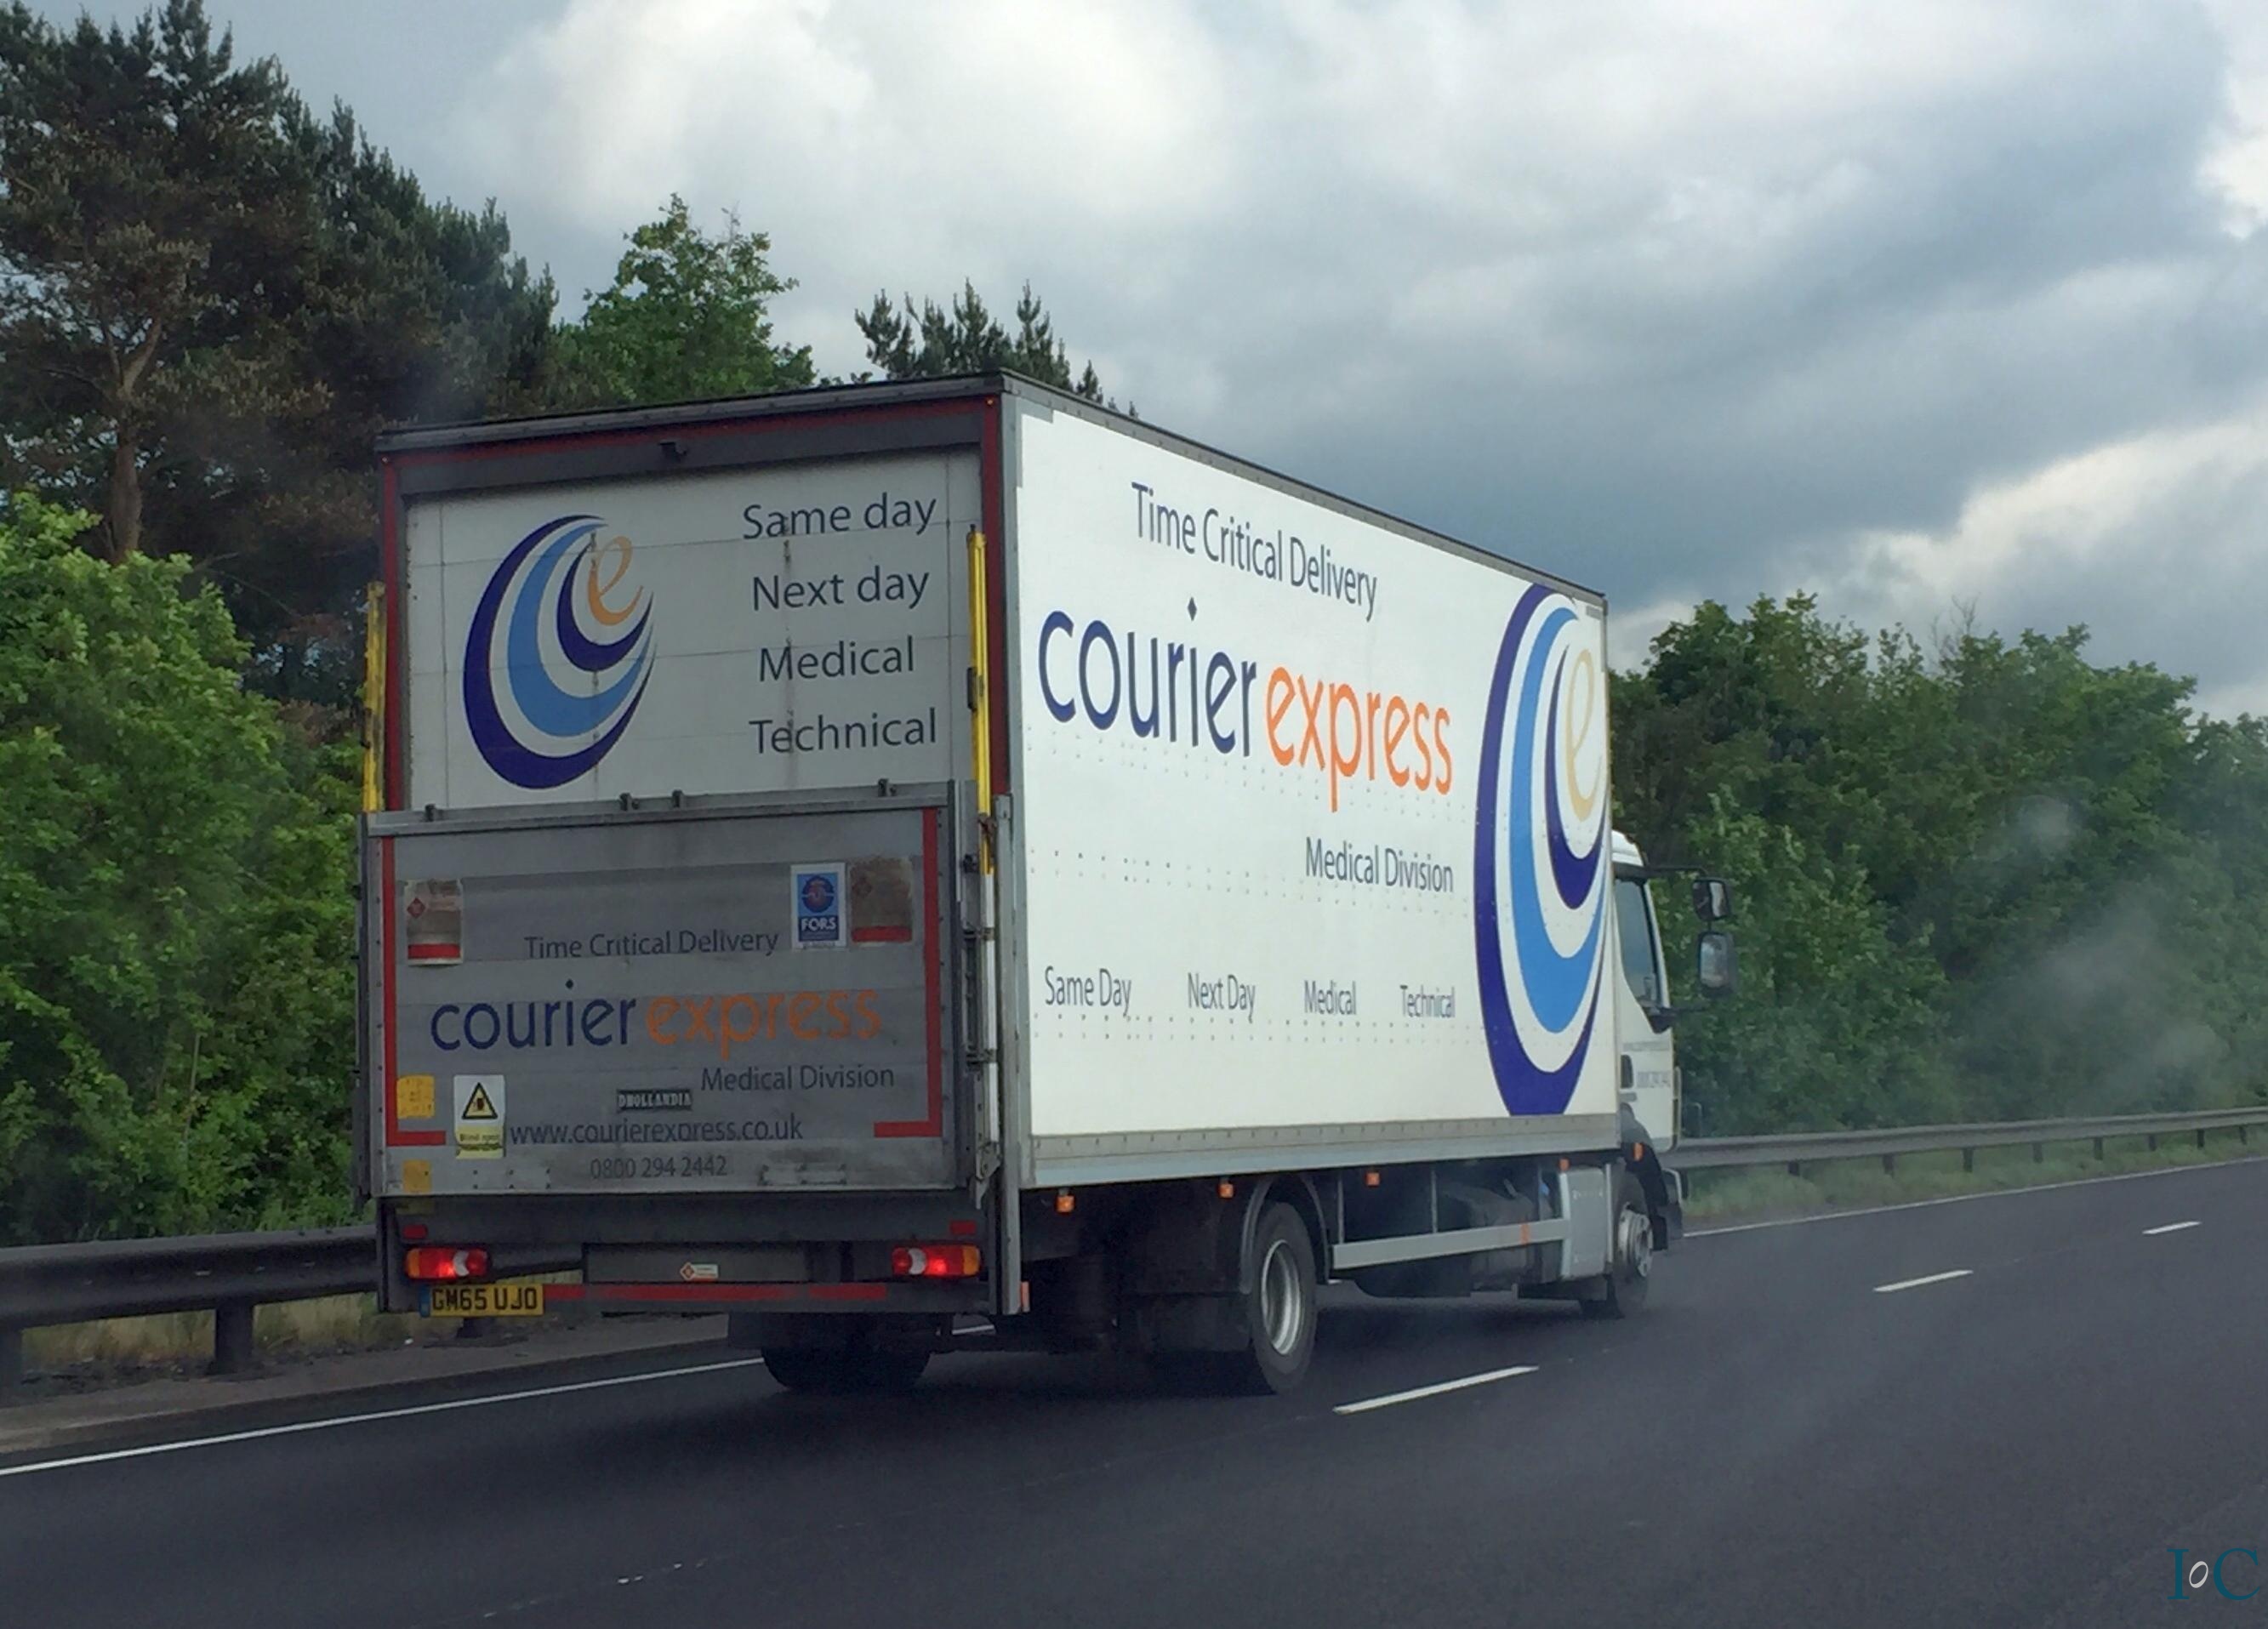 e
Same day
Next day
Medical
Technical
FORS
Time Critical Delivery
courier express
Medical Division
DHOLLANDIA
www.courierexpress.co.uk
0800 294 2442
GM65 UJO
Time Critical Delivery
courier express
e
Medical Division
Same Day Next Day Medical Technical
IoC